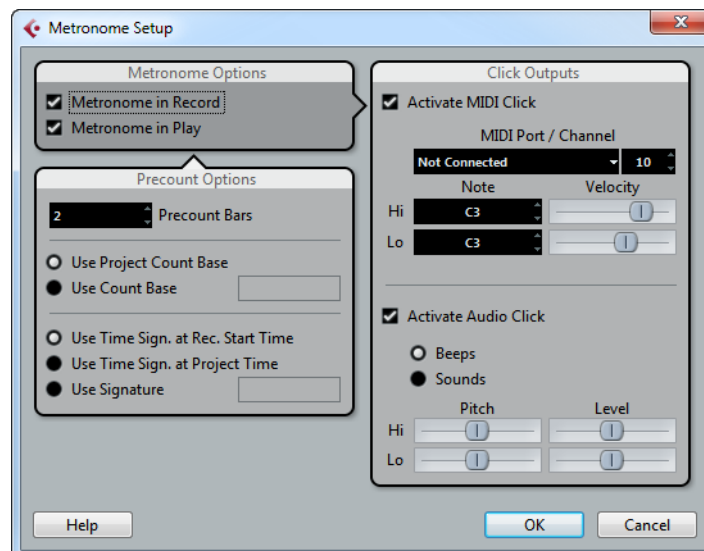 Metronome Setup
Metronome Options
Metronome in Record
Metronome in Play
Precount Options
2 Precount Bars
Use Project Count Base
Use Count Base
Use Time Sign. at Rec. Start Time
Use Time Sign. at Project Time
Use Signature
Click Outputs
Activate MIDI Click
MIDI Port / Channel
Not Connected 10
Note Velocity
Hi C3
Lo C3
Activate Audio Click
Beeps
Sounds
Pitch Level
Hi
Lo
Help OK Cancel